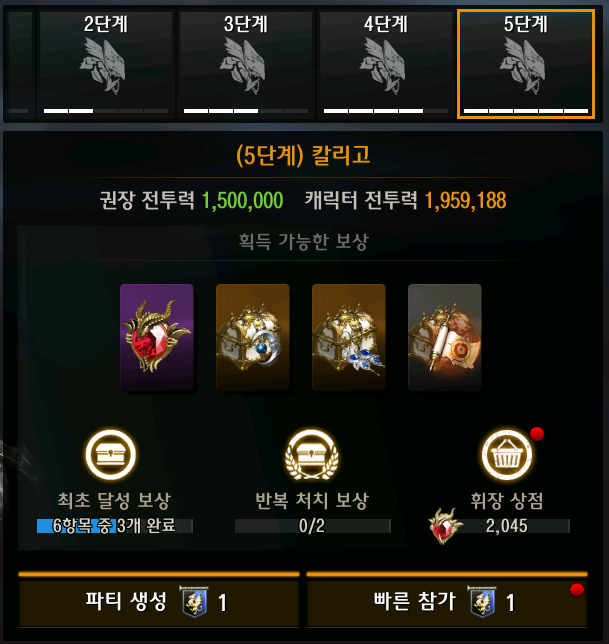 2단계 3단계 4단계 5단계
(5단계) 칼리고
권장 전투력 1,500,000 캐릭터 전투력 1,959,188
획득 가능한 보상
최초 달성 보상 반복 처치 보상 휘장 상점
6항목 중 3개 완료 0/2 2,045
파티 생성 1 빠른 참가 1